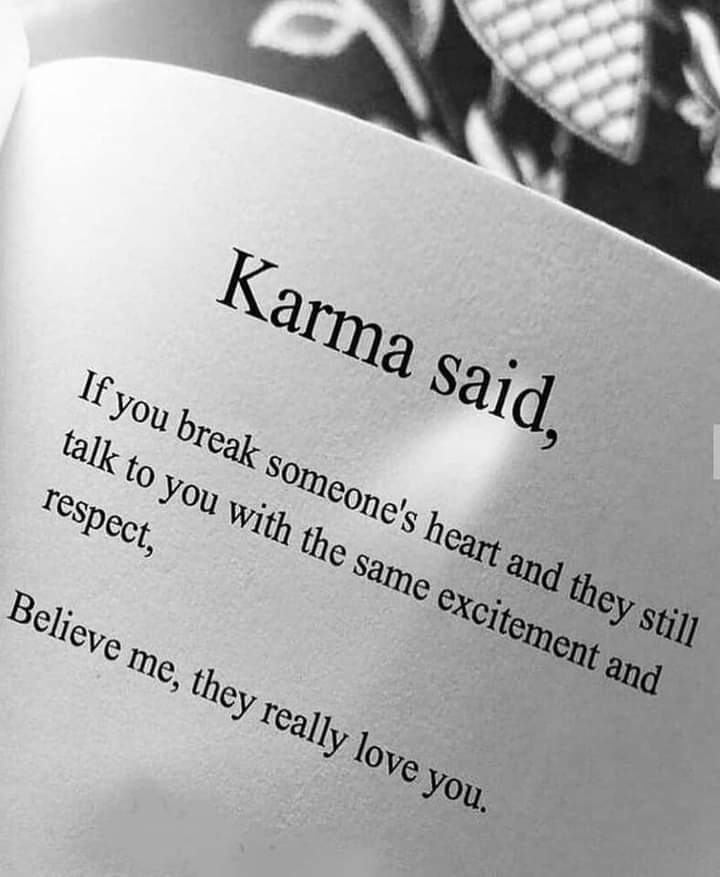 Karma said,
If you break someone's heart and they still
talk to you with the same excitement and
respect,
Believe me, they really love you.